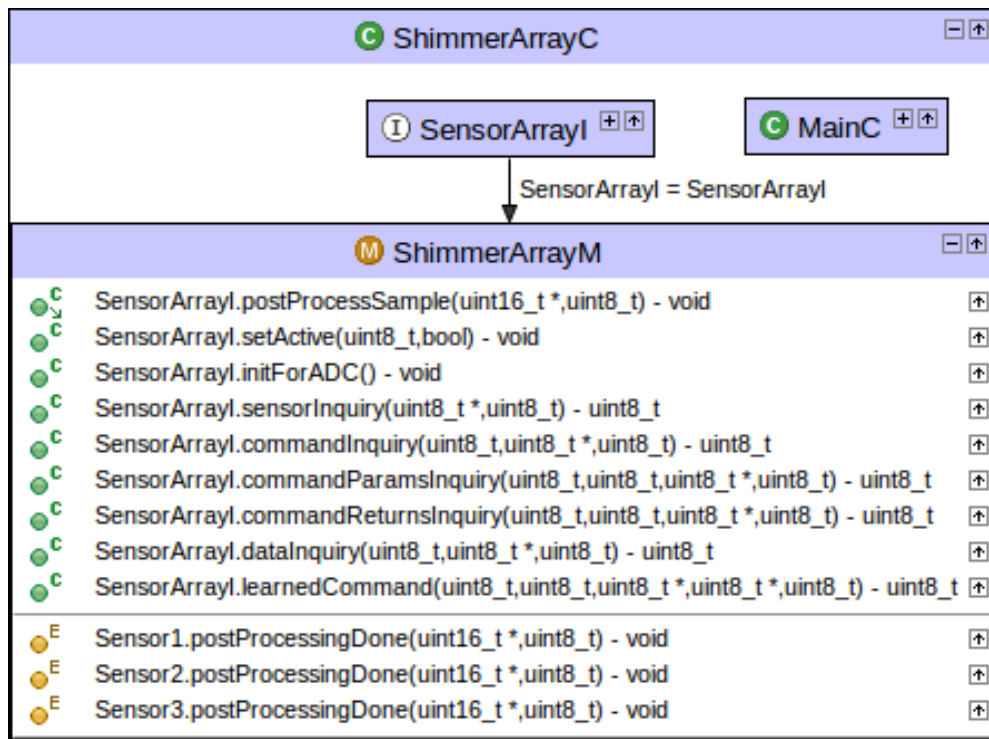 C ShimmerArrayC
I SensorArrayI
C MainC
SensorArrayI = SensorArrayI
M ShimmerArrayM
C SensorArrayI.postProcessSample(uint16_t *,uint8_t) - void
C SensorArrayI.setActive(uint8_t,bool) - void
C SensorArrayI.initForADC() - void
C SensorArrayI.sensorInquiry(uint8_t *,uint8_t) - uint8_t
C SensorArrayI.commandInquiry(uint8_t,uint8_t *,uint8_t) - uint8_t
C SensorArrayI.commandParamsInquiry(uint8_t,uint8_t,uint8_t *,uint8_t) - uint8_t
C SensorArrayI.commandReturnsInquiry(uint8_t,uint8_t,uint8_t *,uint8_t) - uint8_t
C SensorArrayI.dataInquiry(uint8_t,uint8_t *,uint8_t) - uint8_t
C SensorArrayI.learnedCommand(uint8_t,uint8_t,uint8_t *,uint8_t *,uint8_t) - uint8_t
E Sensor1.postProcessingDone(uint16_t *,uint8_t) - void
E Sensor2.postProcessingDone(uint16_t *,uint8_t) - void
E Sensor3.postProcessingDone(uint16_t *,uint8_t) - void